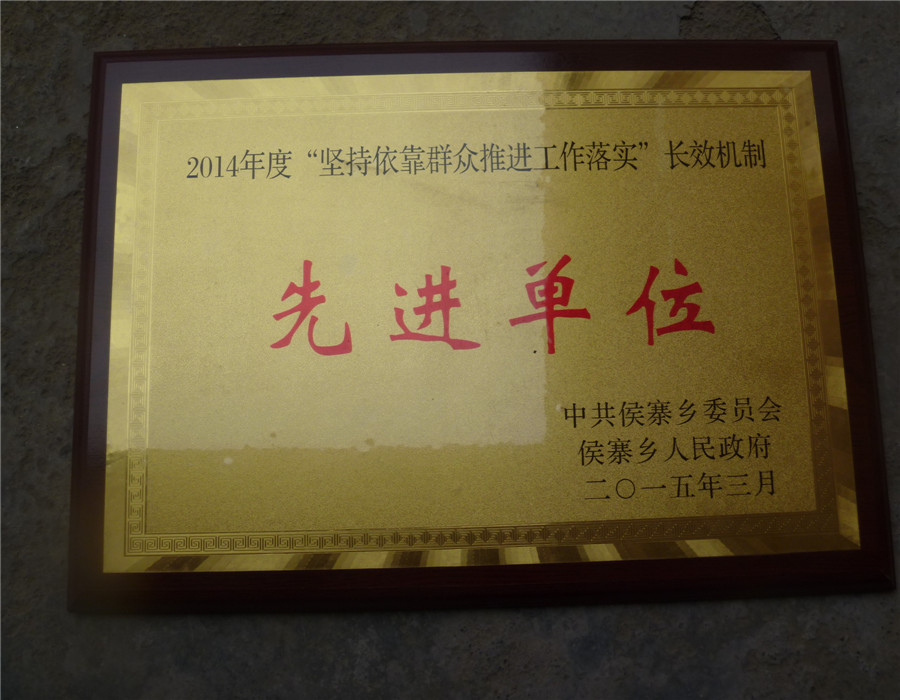 2014年度“坚持依靠群众推进工作落实”长效机制
先进单位
中共侯寨乡委员会
侯寨乡人民政府
二〇一五年三月